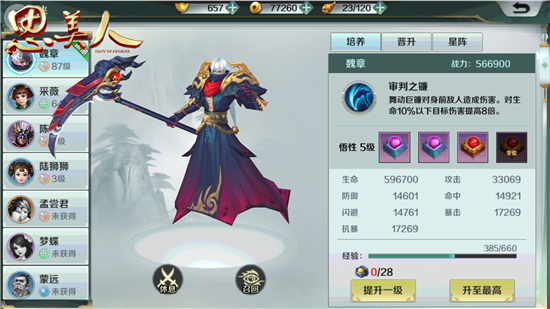 657
77260
23/120
思美人
魏章
87级
采薇
陈
陆狮狮
3级
孟尝君
未获得
梦蝶
未获得
蒙远
未获得
休息
召回
培养
晋升
星阵
魏章
战力：566900
审判之镰
舞动巨镰对身前敌人造成伤害。对生
命10%以下目标伤害提高8倍。
悟性 5级
生命 596700 攻击 33069
防御 14601 命中 14921
闪避 14761 暴击 17269
抗暴 17269
经验： 385/660
0/28
提升一级
升至最高